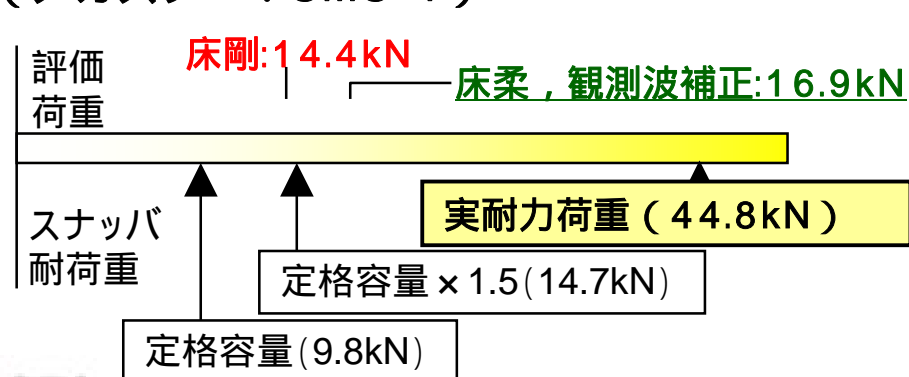 評価
荷重
床剛:14.4kN
床柔，観測波補正:16.9kN
スナッバ
耐荷重
実耐力荷重（44.8kN）
定格容量×1.5(14.7kN)
定格容量(9.8kN)